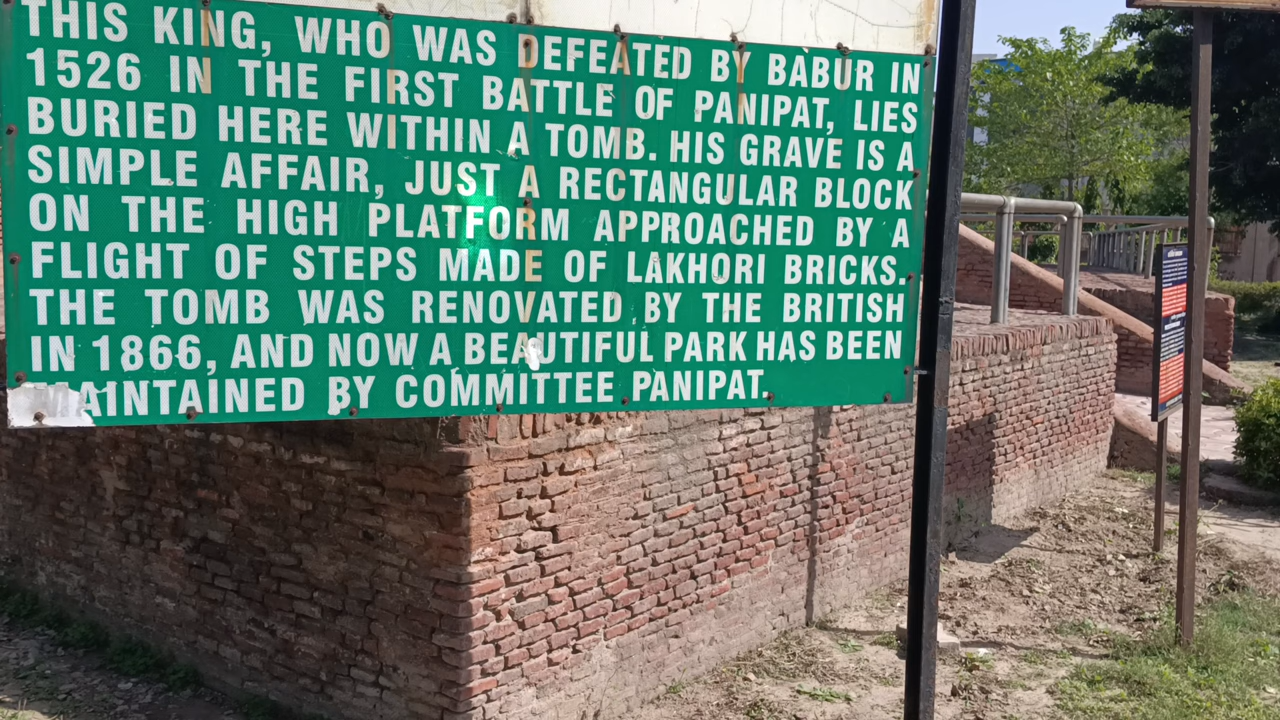 THIS KING, WHO WAS DEFEATED BY BABUR IN
1526 IN THE FIRST BATTLE OF PANIPAT, LIES
BURIED HERE WITHIN A TOMB. HIS GRAVE IS A
SIMPLE AFFAIR, JUST A RECTANGULAR BLOCK
ON THE HIGH PLATFORM APPROACHED BY A
FLIGHT OF STEPS MADE OF LAKHORI BRICKS.
THE TOMB WAS RENOVATED BY THE BRITISH
IN 1866, AND NOW A BEAUTIFUL PARK HAS BEEN
AINTAINED BY COMMITTEE PANIPAT.